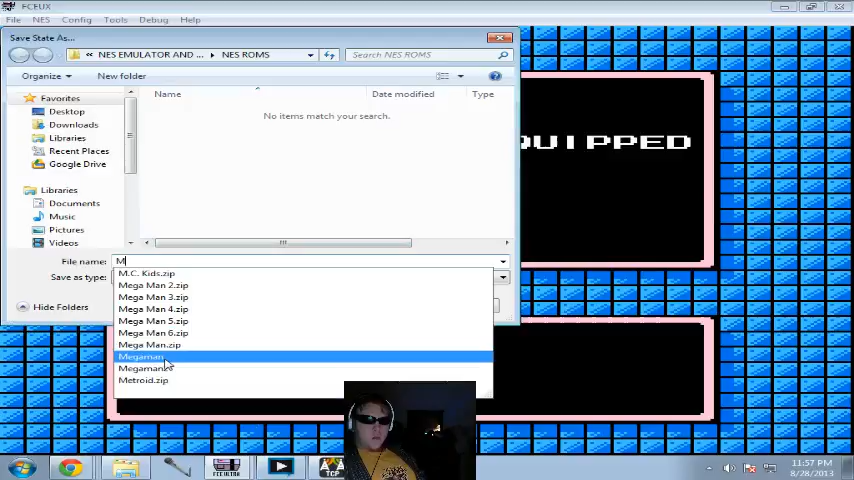 FCEUX
File NES Config Tools Debug Help
Save State As...
« NES EMULATOR AND ... ▸ NES ROMS
Search NES ROMS
Organize New folder
Favorites
Desktop
Downloads
Libraries
Recent Places
Google Drive
Libraries
Documents
Music
Pictures
Videos
Name Date modified Type
No items match your search.
QUIPPED
File name: M
Save as type:
Hide Folders
M.C. Kids.zip
Mega Man 2.zip
Mega Man 3.zip
Mega Man 4.zip
Mega Man 5.zip
Mega Man 6.zip
Mega Man.zip
Megaman
Megaman
Metroid.zip
FCEULTRA
TCP
11:57 PM
8/28/2013